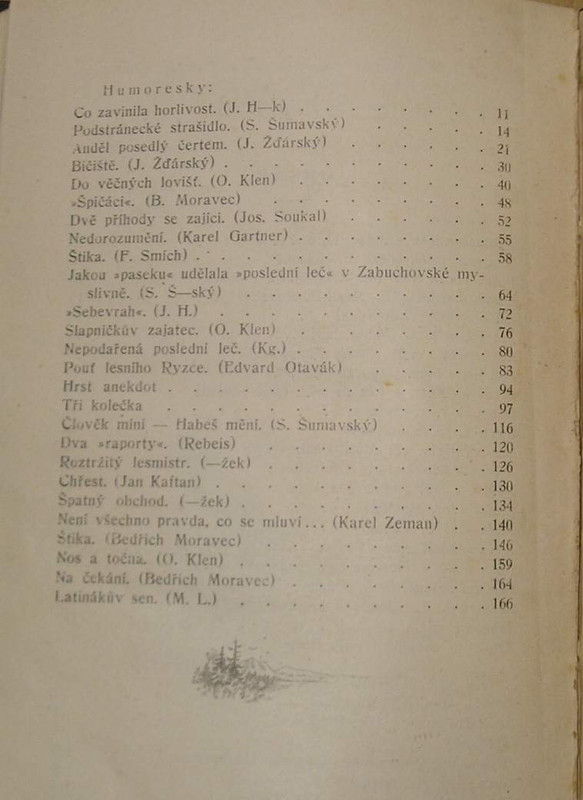 Humoresky:
Co zavinila horlivost. (J. H—k) . . . . . . . . 11
Podstránecké strašidlo. (S. Šumavský) . . . . . 14
Anděl posedlý čertem. (J. Žďárský) . . . . . . 21
Bičiště. (J. Žďárský) . . . . . . . . . . 30
Do věčných lovišť. (O. Klen) . . . . . . . 40
»Špičáci«. (B. Moravec) . . . . . . . . 48
Dvě příhody se zajíci. (Jos. Soukal) . . . . . . 52
Nedorozumění. (Karel Gartner) . . . . . . . 55
Štika. (F. Smích) . . . . . . . . . . . 58
Jakou »paseku« udělala »poslední leč« v Zabuchovské my-
slivně. (S. Š—ský) . . . . . . . . . 64
»Sebevrah«. (J. H.) . . . . . . . . . . 72
Slapničkův zajatec. (O. Klen) . . . . . . . 76
Nepodařená poslední leč. (Kg.) . . . . . . . 80
Pouť lesního Ryzce. (Edvard Otavák) . . . . . 83
Hrst anekdot . . . . . . . . . . . . 94
Tři kolečka . . . . . . . . . . . . 97
Člověk míní — Habeš mění. (S. Šumavský) . . . . 116
Dva »raporty«. (Rebeis) . . . . . . . . . 120
Roztržitý lesmistr. (—žek) . . . . . . . . 126
Chřest. (Jan Kaftan) . . . . . . . . . . 130
Špatný obchod. (—žek) . . . . . . . . . 134
Není všechno pravda, co se mluví... (Karel Zeman) . . 140
Štika. (Bedřich Moravec) . . . . . . . . . 146
Nos a točna. (O. Klen) . . . . . . . . . 159
Na čekání. (Bedřich Moravec) . . . . . . . . 164
Latinákův sen. (M. L.) . . . . . . . . . 166